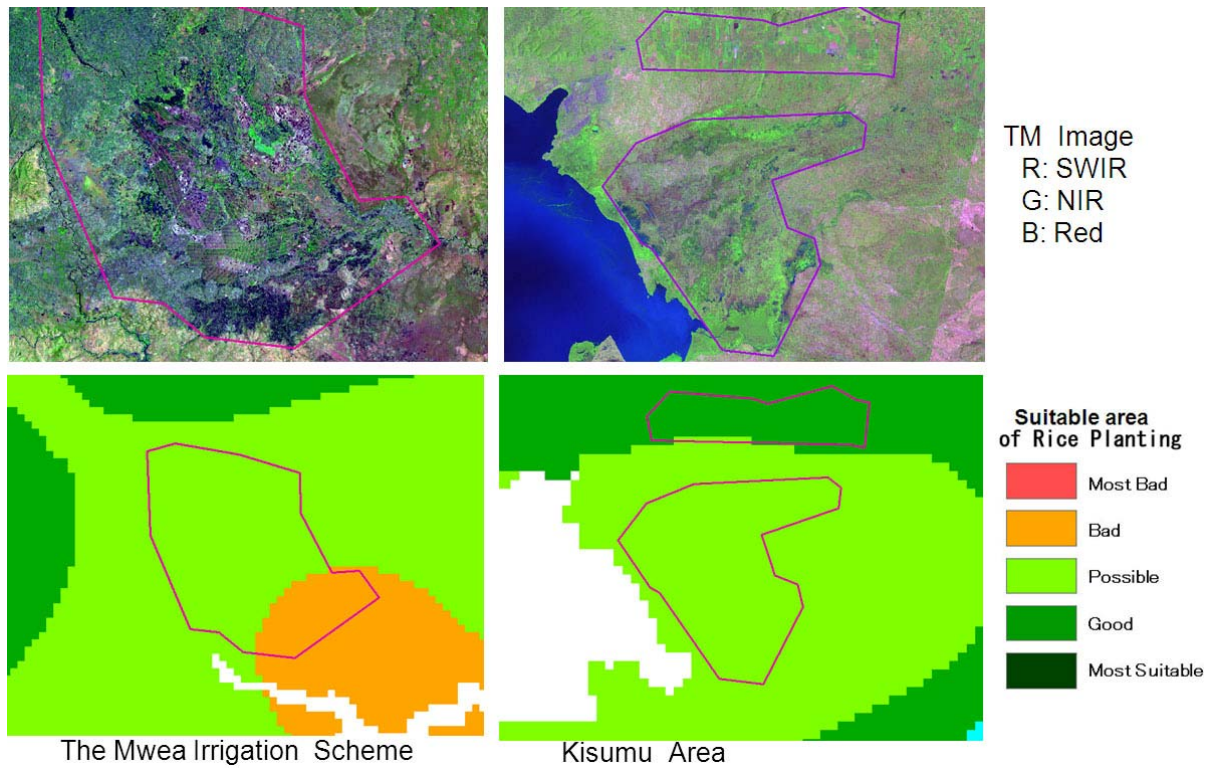 TM Image
R: SWIR
G: NIR
B: Red
Suitable area
of Rice Planting
Most Bad
Bad
Possible
Good
Most Suitable
The Mwea Irrigation Scheme
Kisumu Area